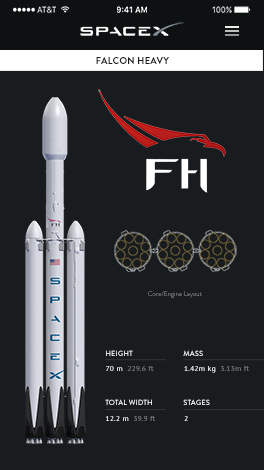 AT&T 9:41 AM 100%
SPACEX
FALCON HEAVY
FH
FH
SPACEX
Core/Engine Layout
HEIGHT MASS
70 m 229.6 ft 1.42m kg 3.13m ft
TOTAL WIDTH STAGES
12.2 m 39.9 ft 2